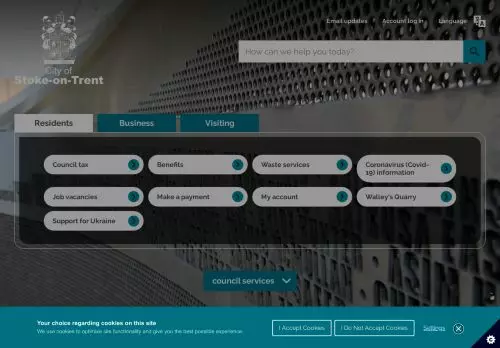 Email updates
Account log in
Language
City of
Stoke-on-Trent
How can we help you today?
Residents
Business
Visiting
Council tax
Benefits
Waste services
Coronavirus (Covid-
19) information
Job vacancies
Make a payment
My account
Walley's Quarry
Support for Ukraine
council services
Your choice regarding cookies on this site
We use cookies to optimise site functionality and give you the best possible experience.
I Accept Cookies
I Do Not Accept Cookies
Settings